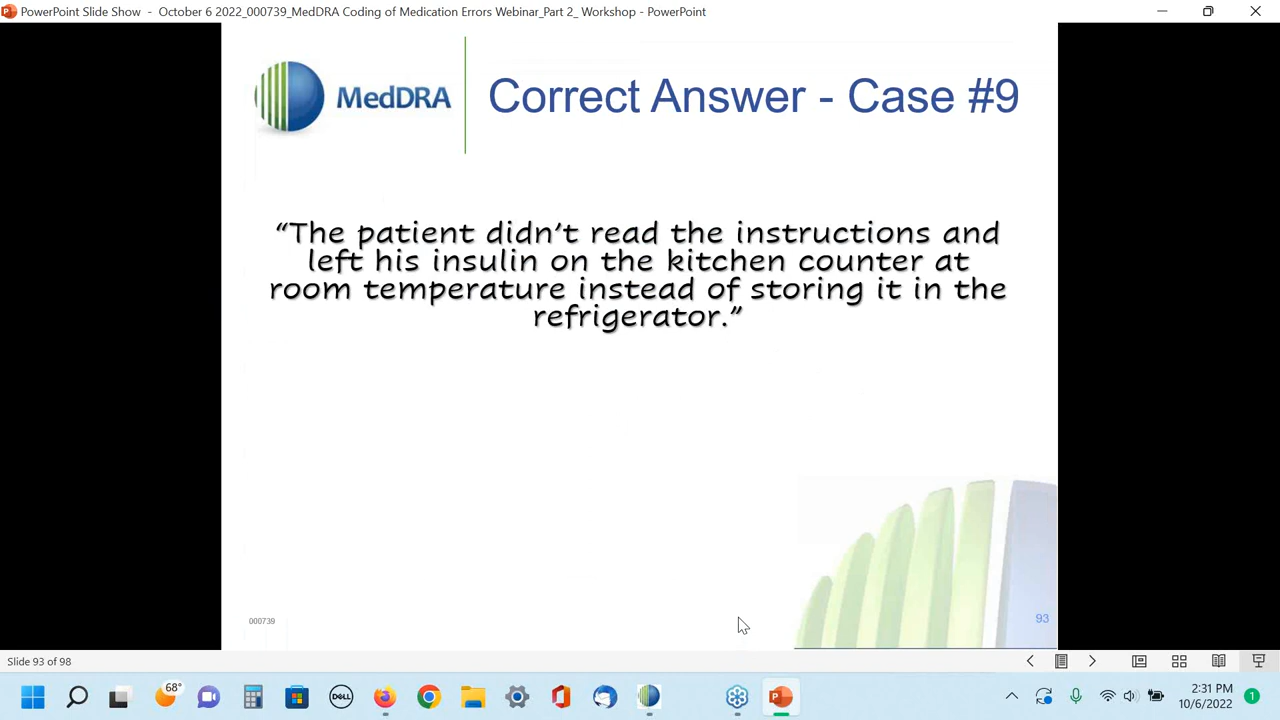 PowerPoint Slide Show - October 6 2022_000739_MedDRA Coding of Medication Errors Webinar_Part 2_ Workshop - PowerPoint
MedDRA
Correct Answer - Case #9
“The patient didn’t read the instructions and
left his insulin on the kitchen counter at
room temperature instead of storing it in the
refrigerator.”
000739
93
Slide 93 of 98
68°
DELL
2:31 PM
10/6/2022
1